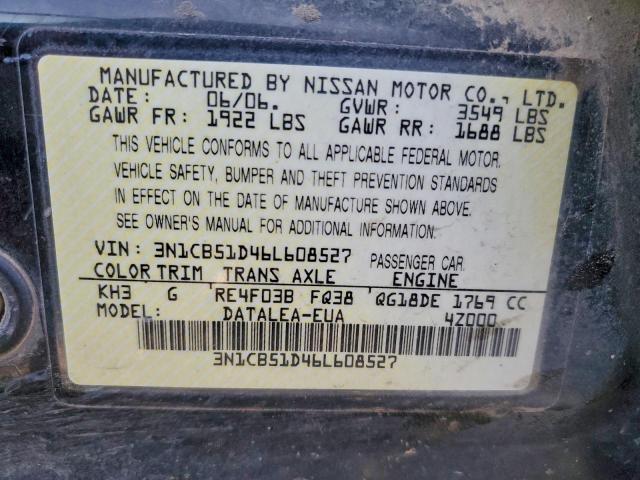 MANUFACTURED BY NISSAN MOTOR CO., LTD.
DATE: 06/06. GVWR: 3549 LBS
GAWR FR: 1922 LBS GAWR RR: 1688 LBS
THIS VEHICLE CONFORMS TO ALL APPLICABLE FEDERAL MOTOR
VEHICLE SAFETY, BUMPER AND THEFT PREVENTION STANDARDS
IN EFFECT ON THE DATE OF MANUFACTURE SHOWN ABOVE.
SEE OWNER'S MANUAL FOR ADDITIONAL INFORMATION.
VIN: 3N1CB51D46L608527 PASSENGER CAR
COLOR TRIM TRANS AXLE ENGINE
KH3 G RE4F03B FQ38 QG18DE 1769 CC
MODEL: DATALEA-EUA 4Z000
3N1CB51D46L608527